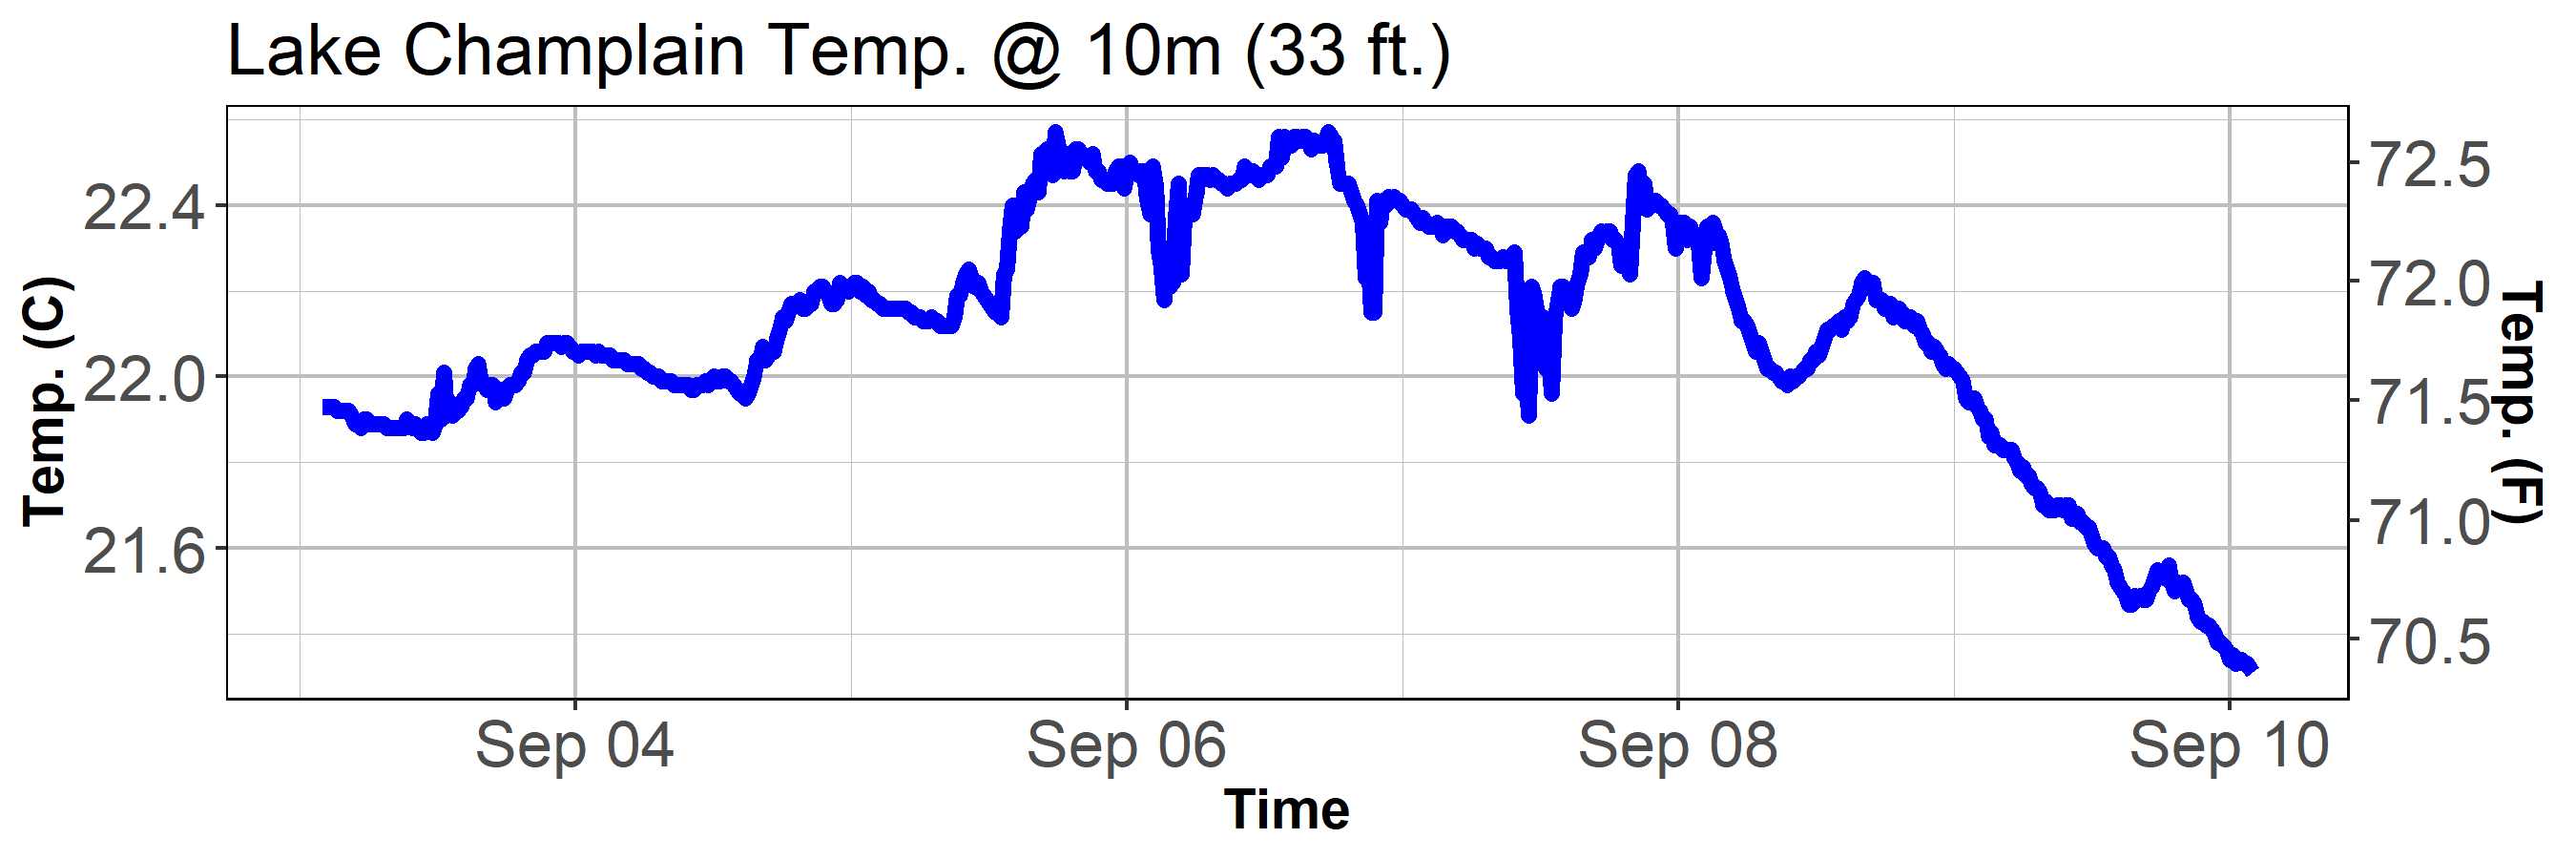 Lake Champlain Temp. @ 10m (33 ft.)
Temp. (C)
22.4
22.0
21.6
72.5
72.0
71.5
71.0
70.5
Temp. (F)
Sep 04 Sep 06 Sep 08 Sep 10
Time